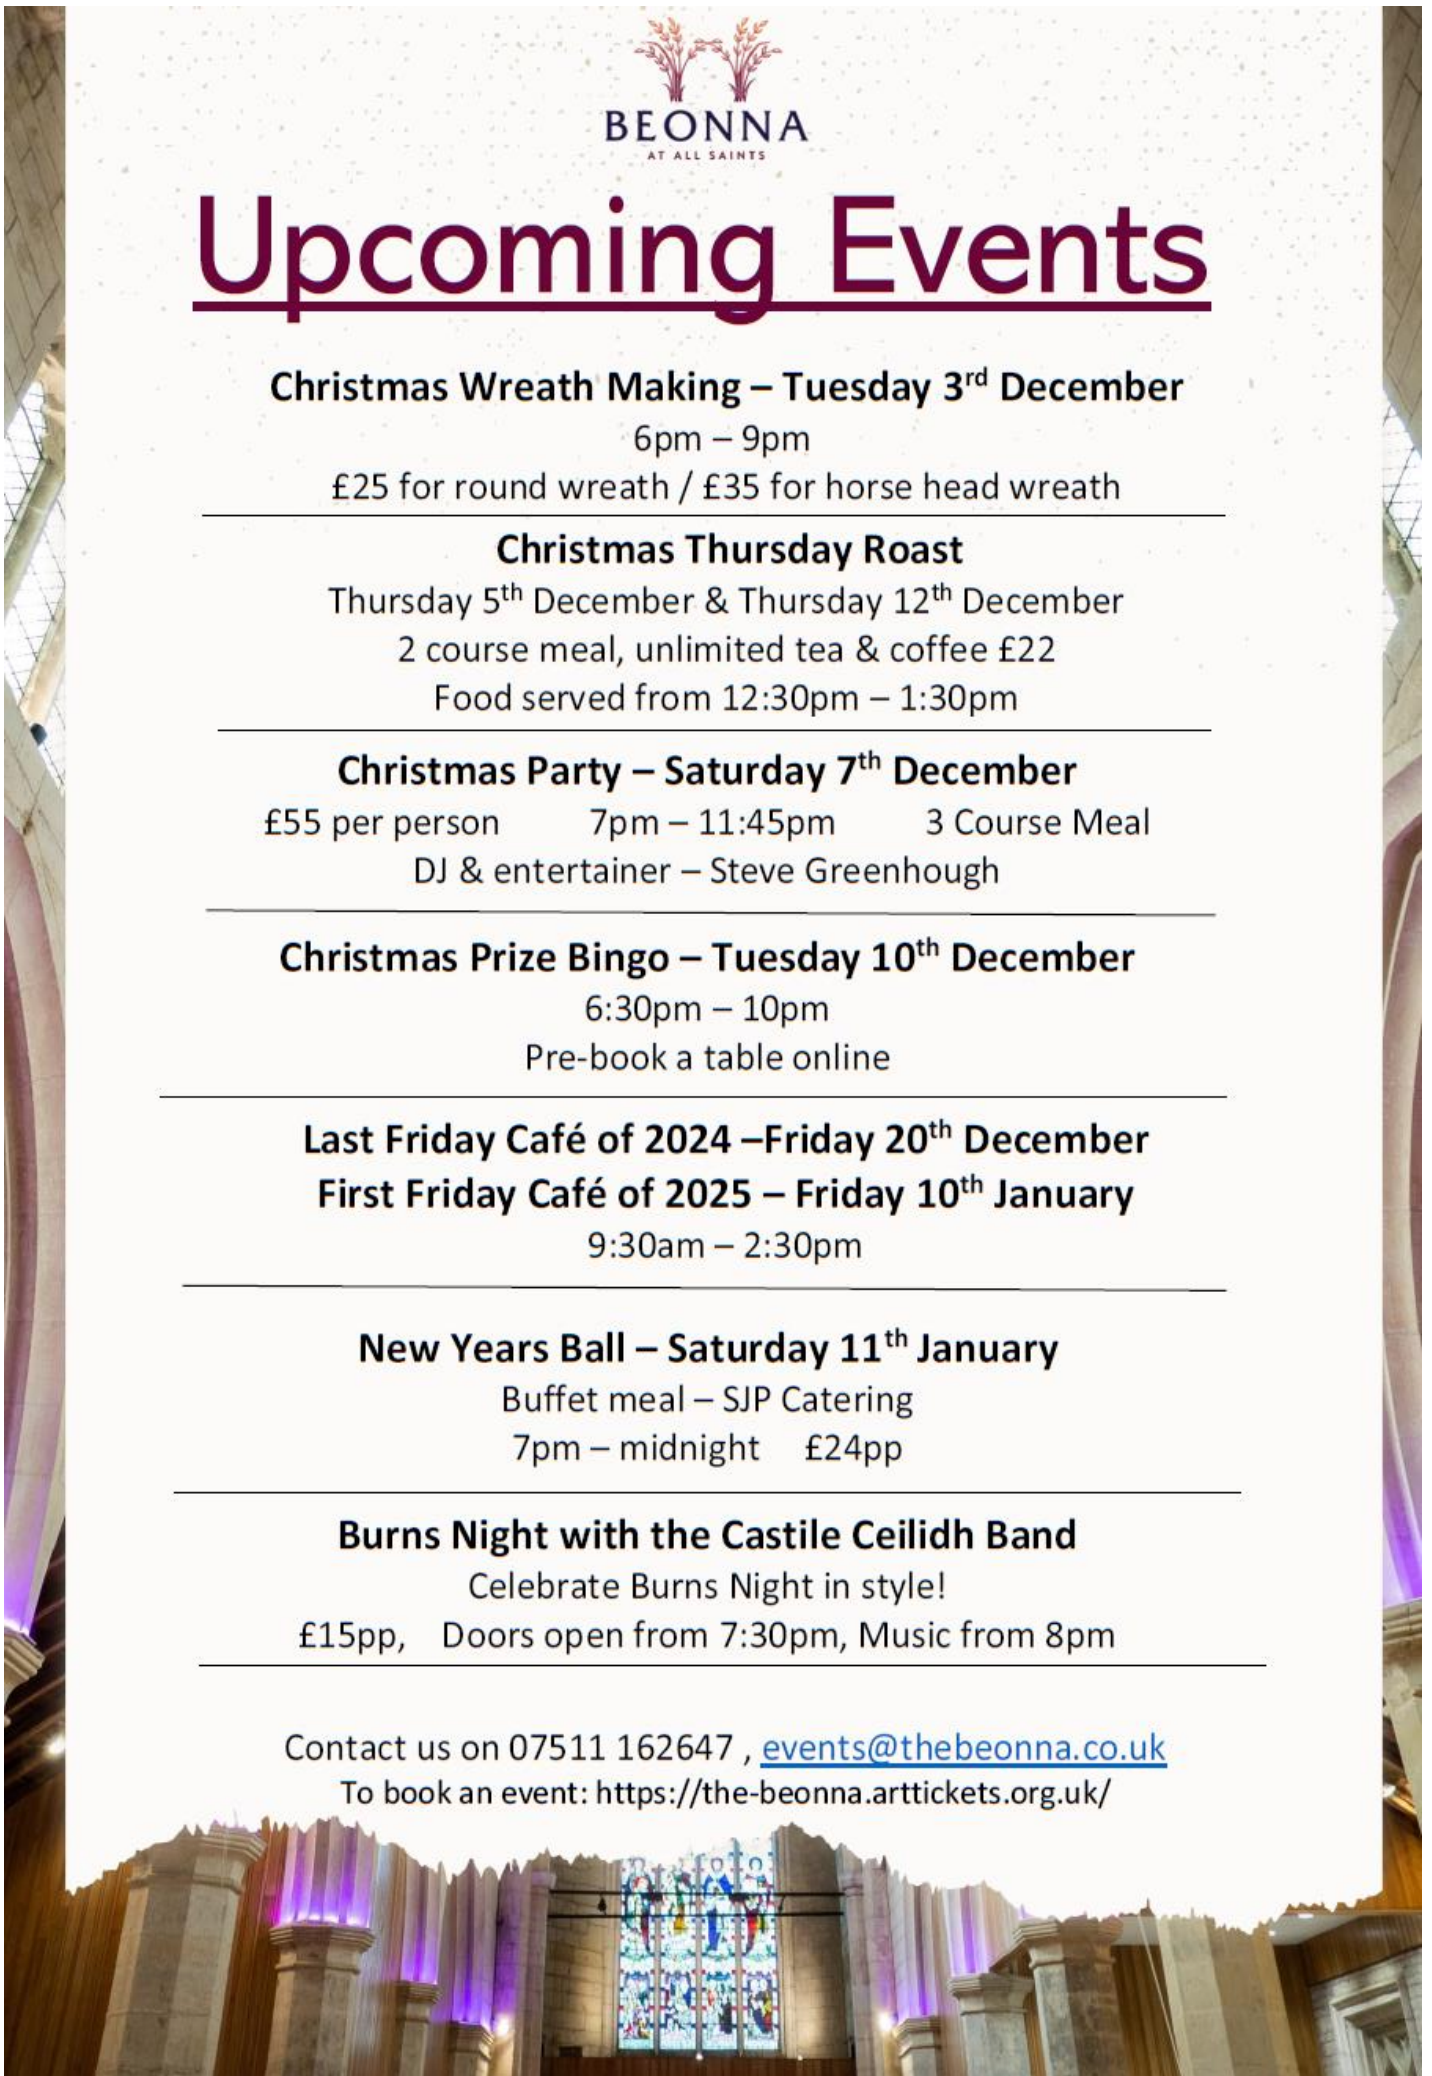 BEONNA
AT ALL SAINTS
Upcoming Events
Christmas Wreath Making – Tuesday 3rd December
6pm – 9pm
£25 for round wreath / £35 for horse head wreath
Christmas Thursday Roast
Thursday 5th December & Thursday 12th December
2 course meal, unlimited tea & coffee £22
Food served from 12:30pm – 1:30pm
Christmas Party – Saturday 7th December
£55 per person 7pm – 11:45pm 3 Course Meal
DJ & entertainer – Steve Greenhough
Christmas Prize Bingo – Tuesday 10th December
6:30pm – 10pm
Pre-book a table online
Last Friday Café of 2024 –Friday 20th December
First Friday Café of 2025 – Friday 10th January
9:30am – 2:30pm
New Years Ball – Saturday 11th January
Buffet meal – SJP Catering
7pm – midnight £24pp
Burns Night with the Castile Ceilidh Band
Celebrate Burns Night in style!
£15pp, Doors open from 7:30pm, Music from 8pm
Contact us on 07511 162647 , events@thebeonna.co.uk
To book an event: https://the-beonna.arttickets.org.uk/